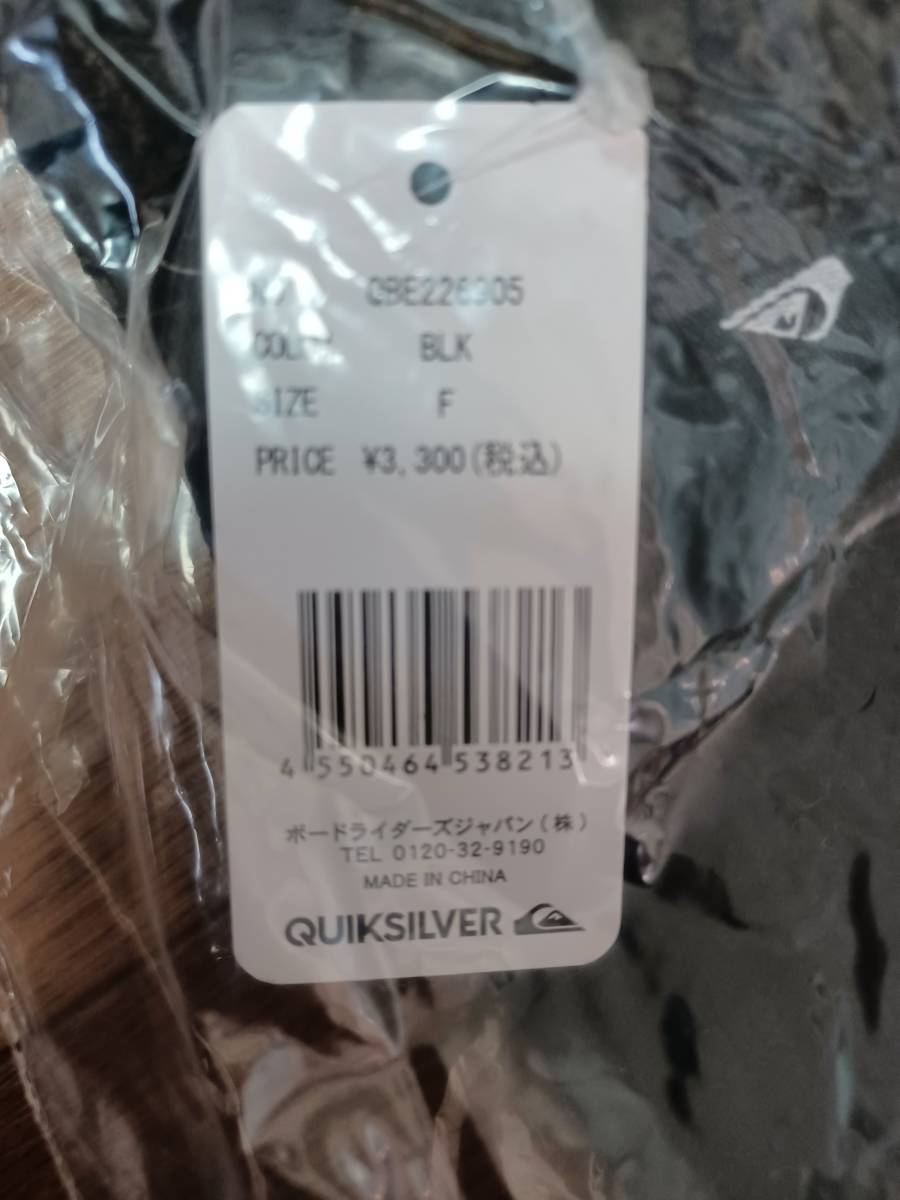 BLK
SIZE F
PRICE ¥3,300(税込)
4 550464 538213
ボードライダーズジャパン(株)
TEL 0120-32-9190
MADE IN CHINA
QUIKSILVER